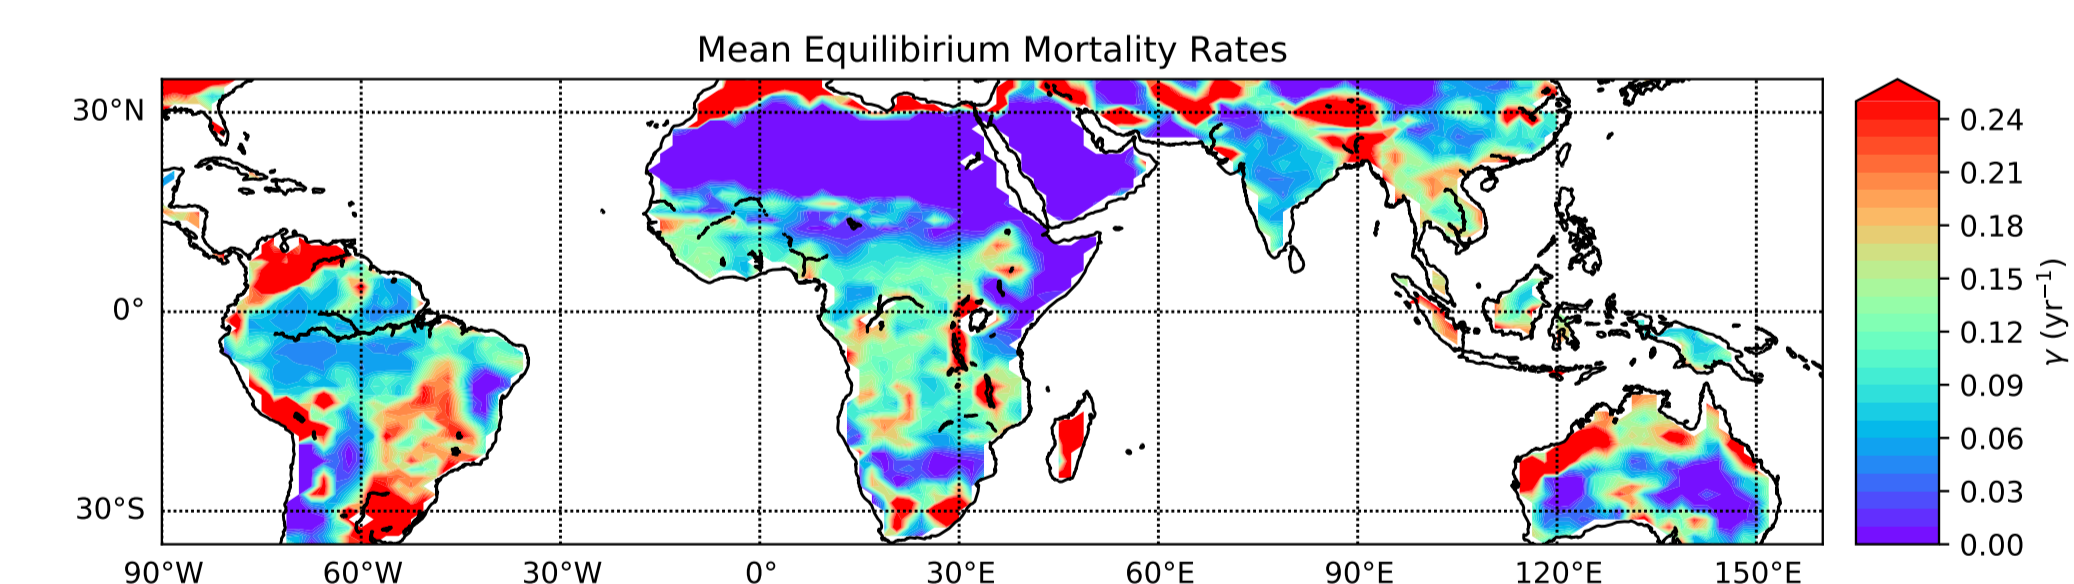 Mean Equilibirium Mortality Rates
30°N
0°
30°S
90°W 60°W 30°W 0° 30°E 60°E 90°E 120°E 150°E
0.24
0.21
0.18
0.15
0.12
0.09
0.06
0.03
0.00
γ (yr⁻¹)